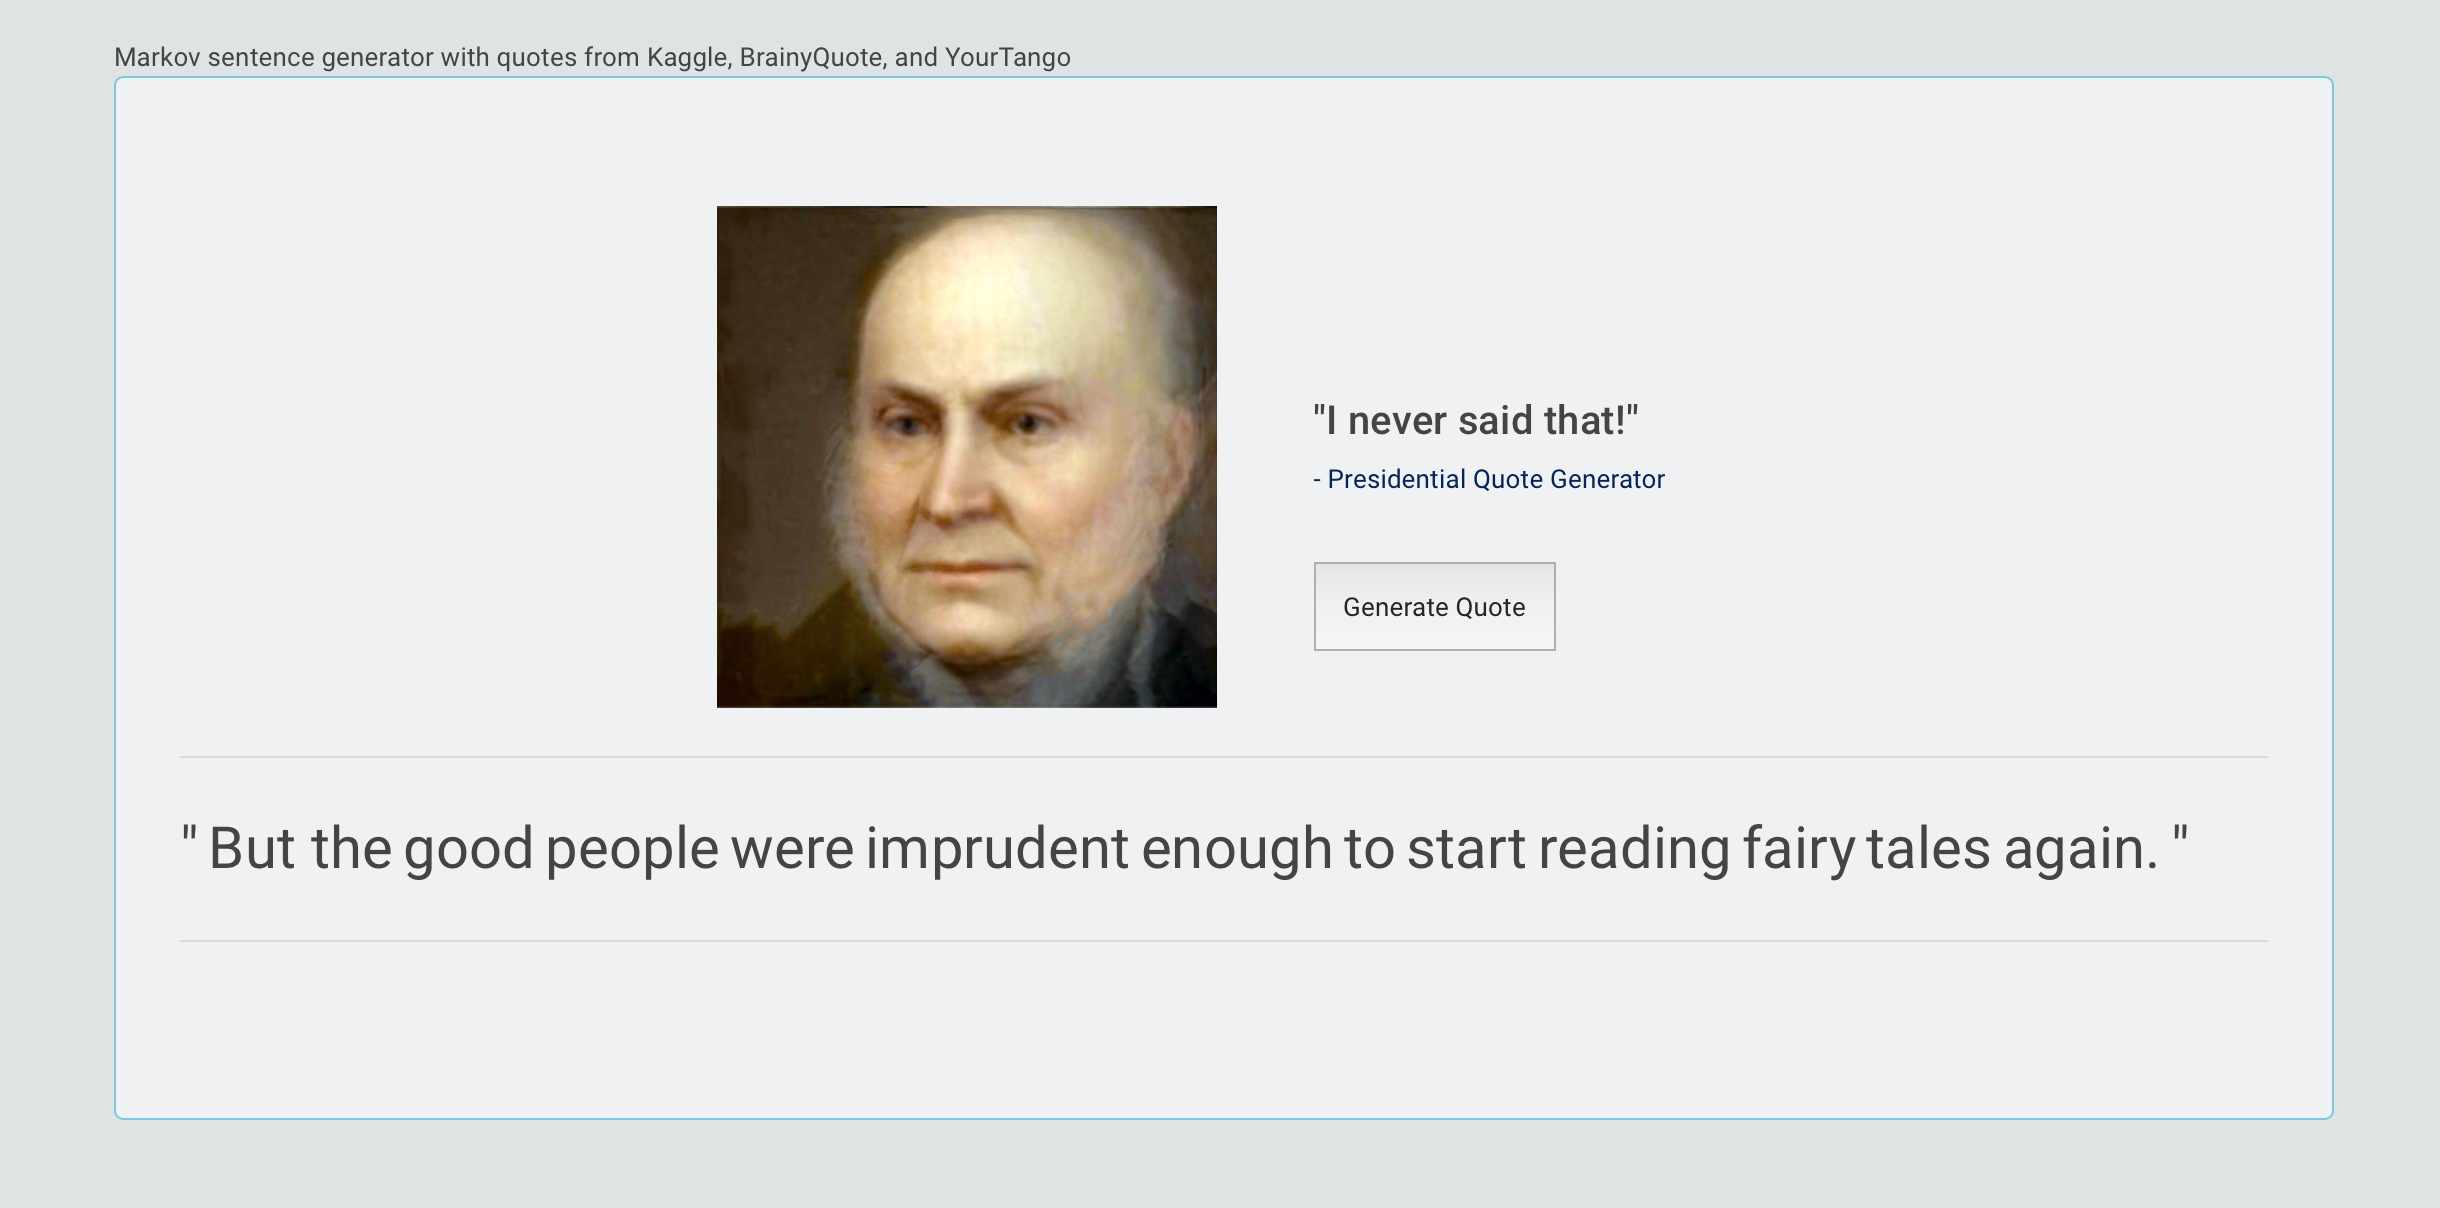 Markov sentence generator with quotes from Kaggle, BrainyQuote, and YourTango
"I never said that!"
- Presidential Quote Generator
Generate Quote
" But the good people were imprudent enough to start reading fairy tales again. "